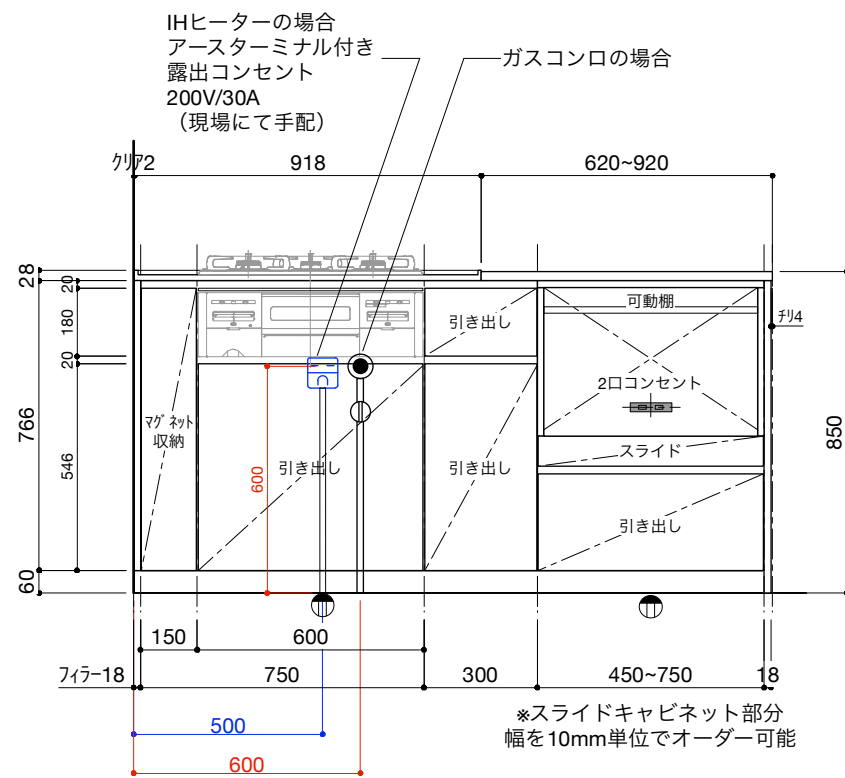 IHヒーターの場合
アースターミナル付き
露出コンセント
200V/30A
（現場にて手配）
ガスコンロの場合
クリア2
918
620~920
28
20
180
20
766
546
60
850
チリ4
可動棚
引き出し
2口コンセント
マグネット
収納
スライド
引き出し
引き出し
引き出し
600
150
600
フィラー18
750
300
450~750
18
500
600
※スライドキャビネット部分
幅を10mm単位でオーダー可能